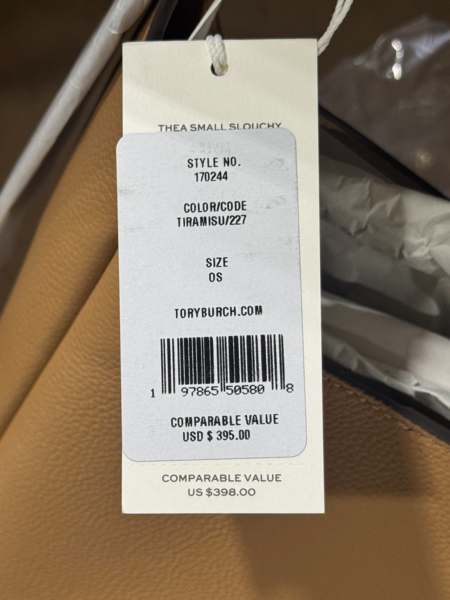 THEA SMALL SLOUCHY
STYLE NO.
170244
COLOR/CODE
TIRAMISU/227
SIZE
OS
TORYBURCH.COM
1 97865 50580 8
COMPARABLE VALUE
USD $ 395.00
COMPARABLE VALUE
US $398.00